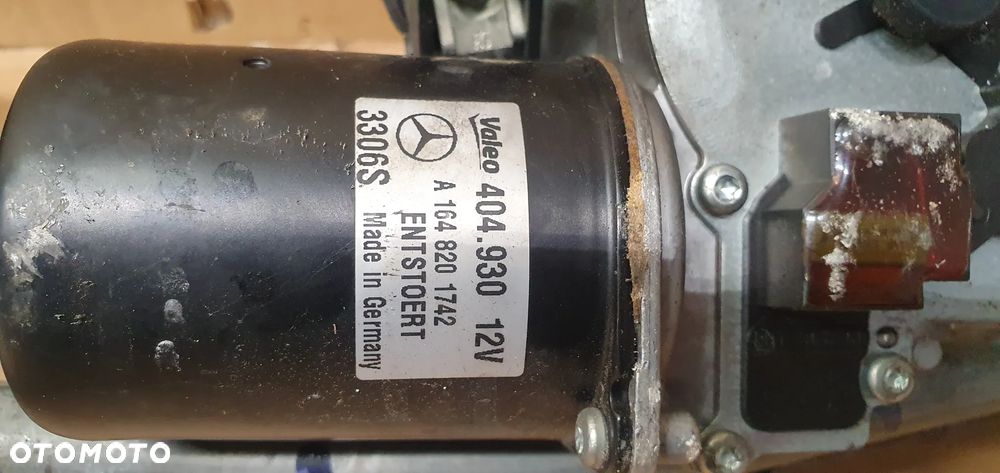 Valeo 404.930 12V
A 164 820 1742
ENTSTOERT
3306S Made in Germany
OTOMOTO